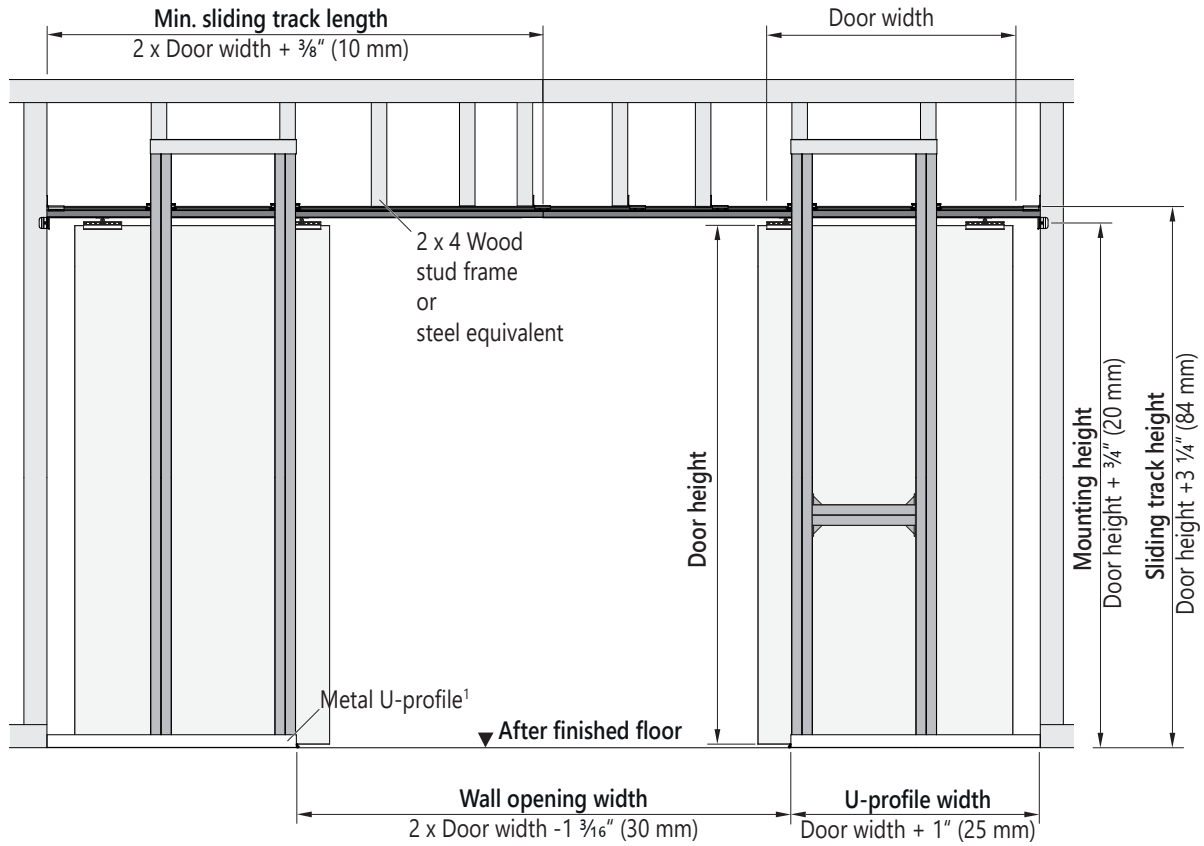 Min. sliding track length
2 x Door width + ⅜“ (10 mm)
Door width
2 x 4 Wood
stud frame
or
steel equivalent
Door height
Mounting height
Door height + ¾“ (20 mm)
Sliding track height
Door height +3 ¼“ (84 mm)
Metal U-profile¹
After finished floor
Wall opening width
2 x Door width -1 ³⁄₁₆“ (30 mm)
U-profile width
Door width + 1“ (25 mm)